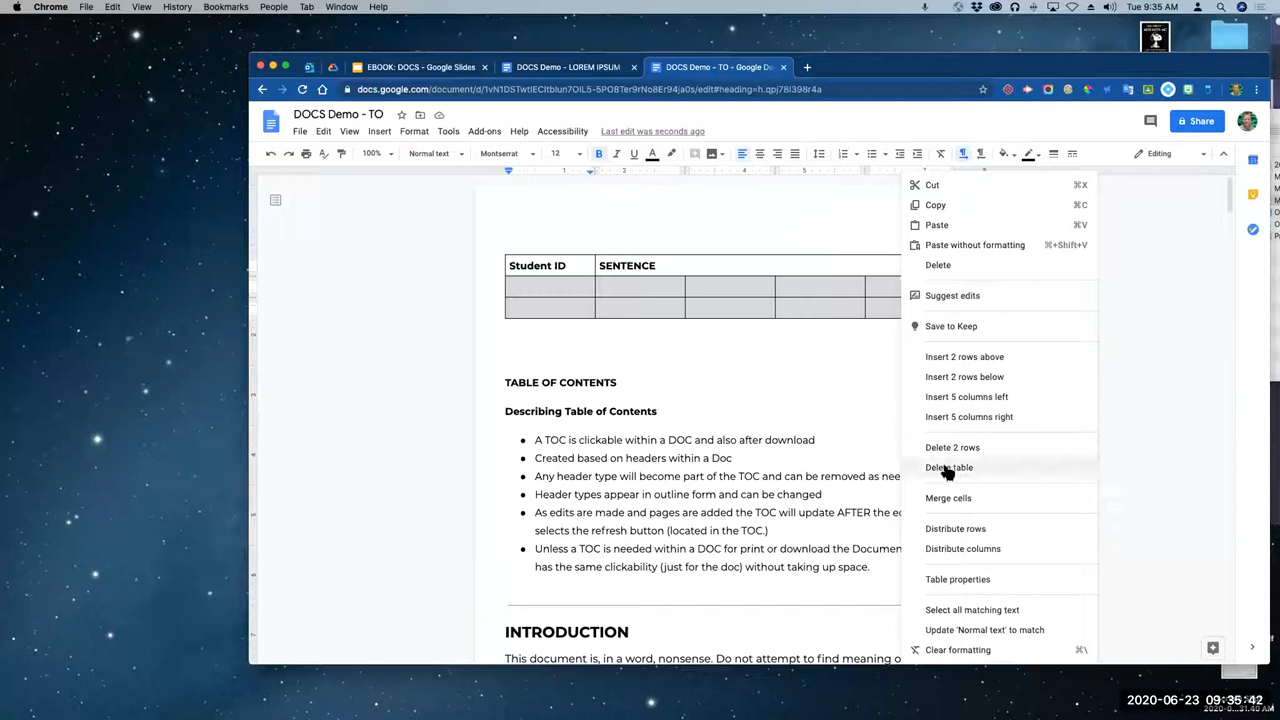 Chrome File Edit View History Bookmarks People Tab Window Help
Tue 9:35 AM
EBOOK: DOCS - Google Slides
DOCS Demo - LOREM IPSUM
DOCS Demo - TO - Google Do
docs.google.com/document/d/1vN1DSTwtIECItbIun7OIL5-5PO8Ter9rNo8Er94ja0s/edit#heading=h.qpj78l398r4a
DOCS Demo - TO
File Edit View Insert Format Tools Add-ons Help Accessibility Last edit was seconds ago
Share
100% Normal text Montserrat 12 B I U A Editing
Cut ⌘X
Copy ⌘C
Paste ⌘V
Paste without formatting ⌘+Shift+V
Delete
Suggest edits
Save to Keep
Insert 2 rows above
Insert 2 rows below
Insert 5 columns left
Insert 5 columns right
Delete 2 rows
Delete table
Merge cells
Distribute rows
Distribute columns
Table properties
Select all matching text
Update 'Normal text' to match
Clear formatting ⌘\
Student ID SENTENCE
TABLE OF CONTENTS
Describing Table of Contents
● A TOC is clickable within a DOC and also after download
● Created based on headers within a Doc
● Any header type will become part of the TOC and can be removed as nee
● Header types appear in outline form and can be changed
● As edits are made and pages are added the TOC will update AFTER the ec
selects the refresh button (located in the TOC.)
● Unless a TOC is needed within a DOC for print or download the Documen
has the same clickability (just for the doc) without taking up space.
INTRODUCTION
This document is, in a word, nonsense. Do not attempt to find meaning o
2020-06-23 09:35:42